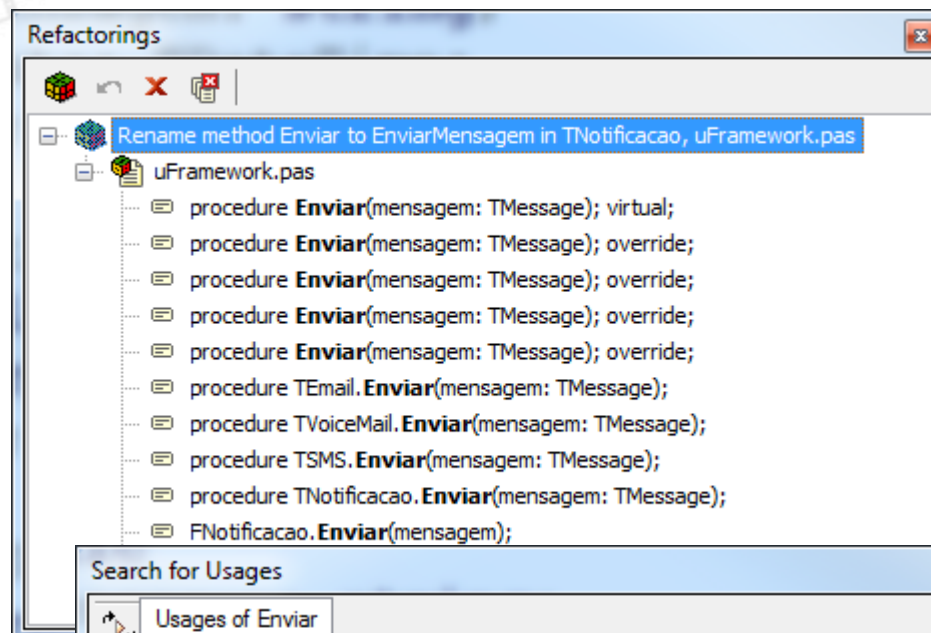 Refactorings
Rename method Enviar to EnviarMensagem in TNotificacao, uFramework.pas
uFramework.pas
procedure Enviar(mensagem: TMessage); virtual;
procedure Enviar(mensagem: TMessage); override;
procedure Enviar(mensagem: TMessage); override;
procedure Enviar(mensagem: TMessage); override;
procedure Enviar(mensagem: TMessage); override;
procedure TEmail.Enviar(mensagem: TMessage);
procedure TVoiceMail.Enviar(mensagem: TMessage);
procedure TSMS.Enviar(mensagem: TMessage);
procedure TNotificacao.Enviar(mensagem: TMessage);
FNotificacao.Enviar(mensagem);
Search for Usages
Usages of Enviar